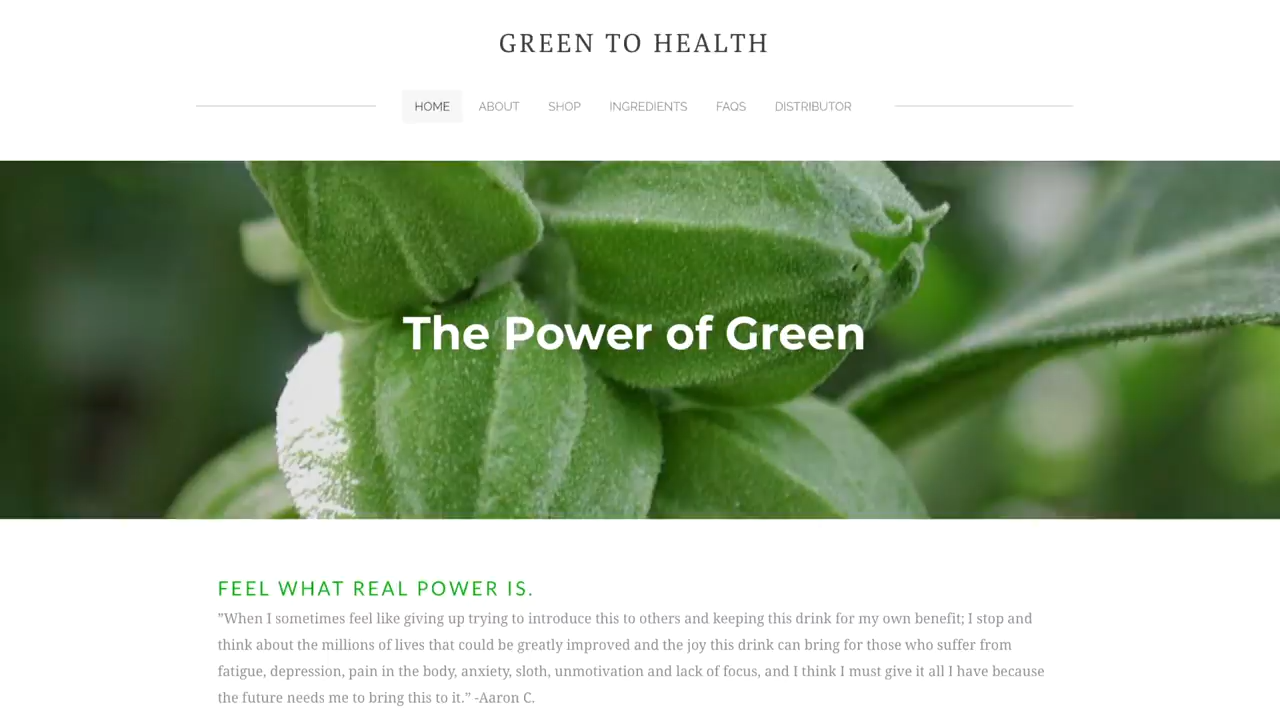 GREEN TO HEALTH
HOME ABOUT SHOP INGREDIENTS FAQS DISTRIBUTOR
The Power of Green
FEEL WHAT REAL POWER IS.
"When I sometimes feel like giving up trying to introduce this to others and keeping this drink for my own benefit; I stop and
think about the millions of lives that could be greatly improved and the joy this drink can bring for those who suffer from
fatigue, depression, pain in the body, anxiety, sloth, unmotivation and lack of focus, and I think I must give it all I have because
the future needs me to bring this to it." -Aaron C.